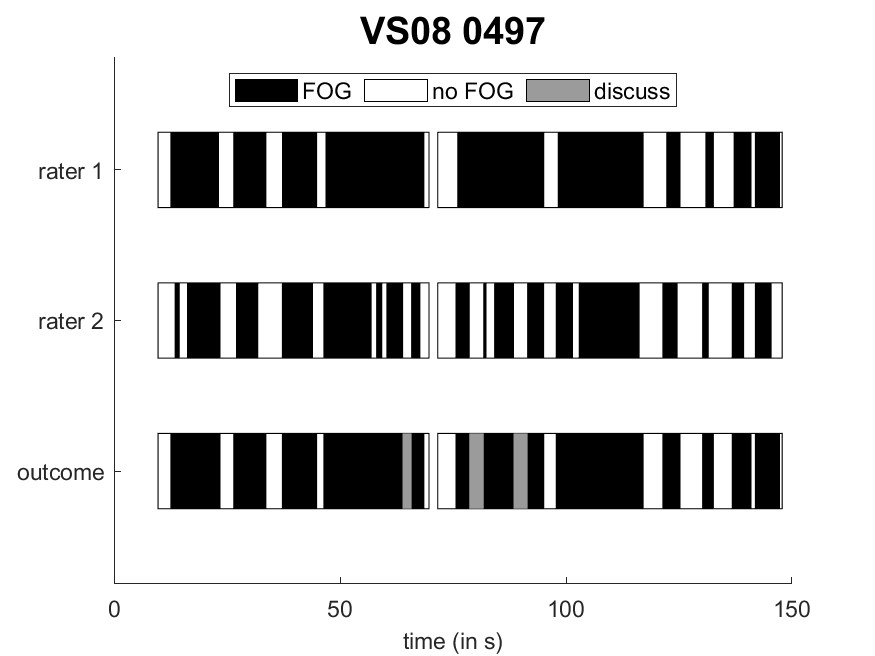 VS08 0497
FOG no FOG discuss
rater 1
rater 2
outcome
0 50 100 150
time (in s)